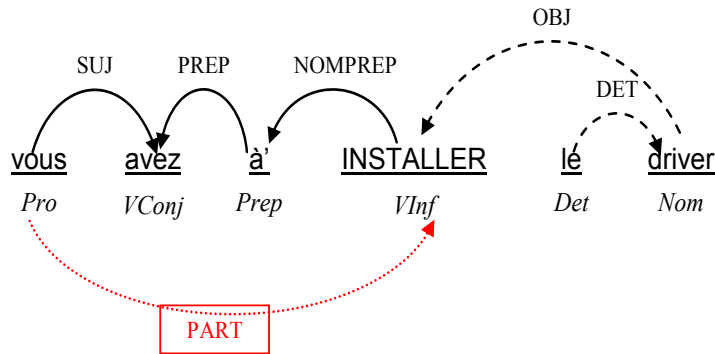 OBJ
SUJ PREP NOMPREP
DET
vous avez à' INSTALLER le driver
Pro VConj Prep VInf Det Nom
PART